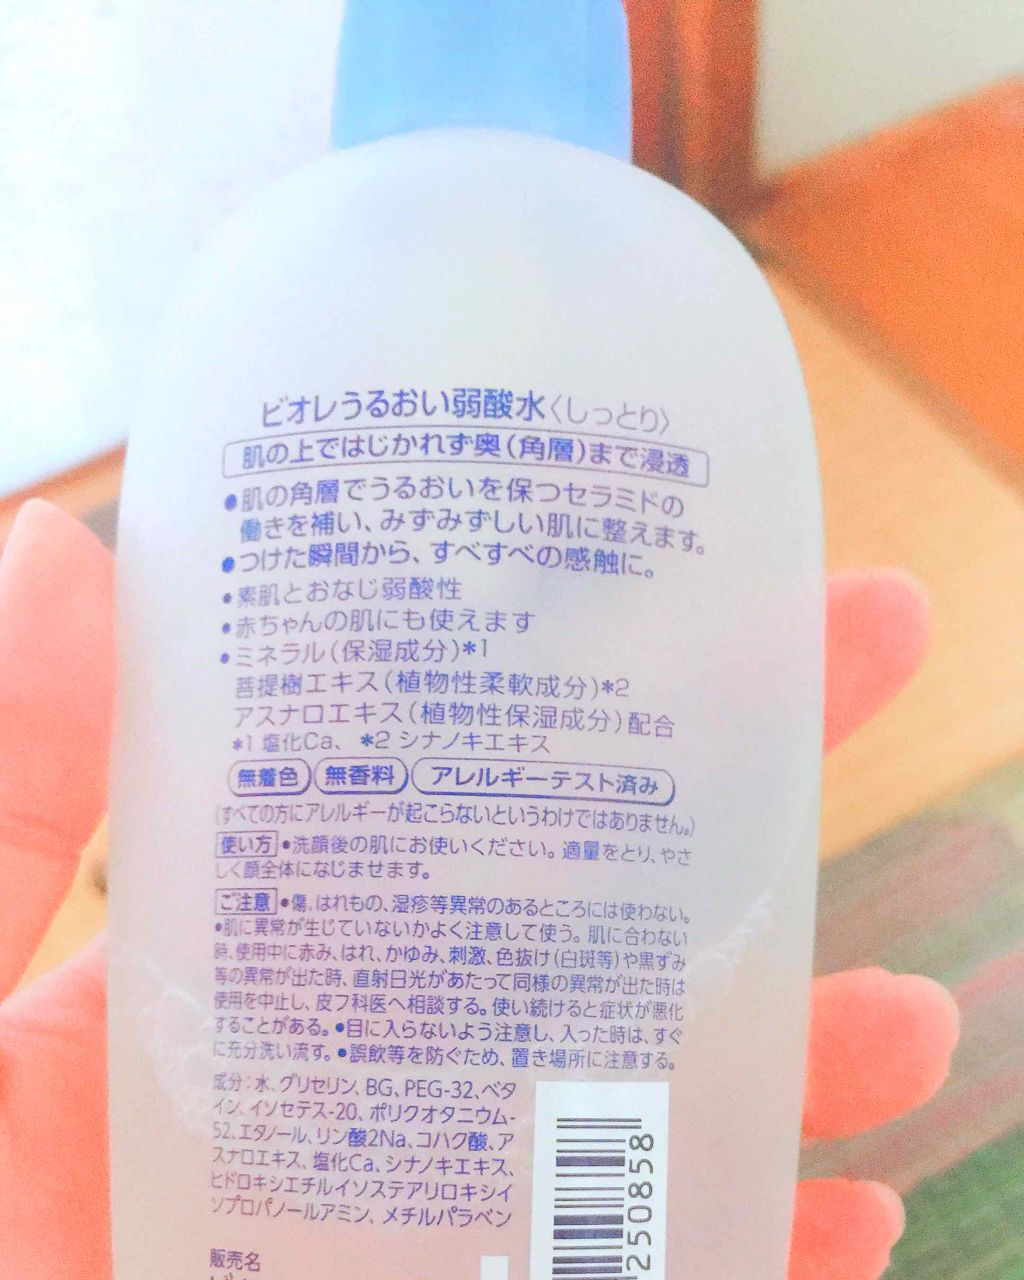 ビオレうるおい弱酸水〈しっとり〉
肌の上ではじかれず奥(角層)まで浸透
●肌の角層でうるおいを保つセラミドの
働きを補い、みずみずしい肌に整えます。
●つけた瞬間から、すべすべの感触に。
●素肌とおなじ弱酸性
●赤ちゃんの肌にも使えます
●ミネラル(保湿成分)*1
菩提樹エキス(植物性柔軟成分)*2
アスナロエキス(植物性保湿成分)配合
*1 塩化Ca、 *2 シナノキエキス
無着色 無香料 アレルギーテスト済み
(すべての方にアレルギーが起こらないというわけではありません。)
使い方 ●洗顔後の肌にお使いください。適量をとり、やさ
しく顔全体になじませます。
ご注意 ●傷、はれもの、湿疹等異常のあるところには使わない。
●肌に異常が生じていないかよく注意して使う。肌に合わない
時、使用中に赤み、はれ、かゆみ、刺激、色抜け(白斑等)や黒ずみ
等の異常が出た時、直射日光があたって同様の異常が出た時は
使用を中止し、皮フ科医へ相談する。使い続けると症状が悪化
することがある。●目に入らないよう注意し、入った時は、すぐ
に充分洗い流す。●誤飲等を防ぐため、置き場所に注意する。
成分:水、グリセリン、BG、PEG-32、ベタ
イン、イソセテス-20、ポリクオタニウム-
52、エタノール、リン酸2Na、コハク酸、ア
スナロエキス、塩化Ca、シナノキエキス、
ヒドロキシエチルイソステアリロキシイ
ソプロパノールアミン、メチルパラベン
販売名
250858